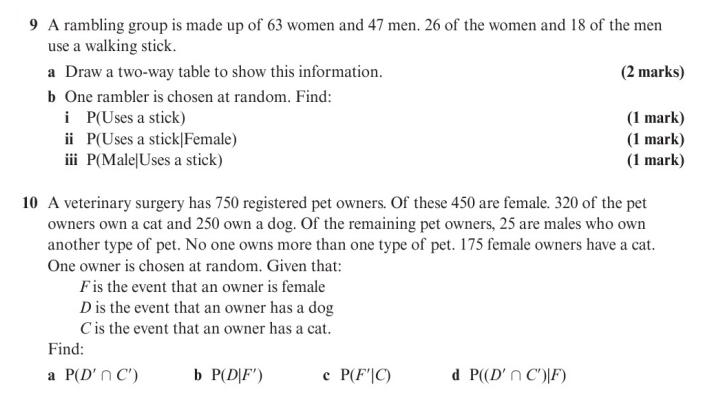 9 A rambling group is made up of 63 women and 47 men. 26 of the women and 18 of the men
use a walking stick.
a Draw a two-way table to show this information. (2 marks)
b One rambler is chosen at random. Find:
i P(Uses a stick) (1 mark)
ii P(Uses a stick|Female) (1 mark)
iii P(Male|Uses a stick) (1 mark)
10 A veterinary surgery has 750 registered pet owners. Of these 450 are female. 320 of the pet
owners own a cat and 250 own a dog. Of the remaining pet owners, 25 are males who own
another type of pet. No one owns more than one type of pet. 175 female owners have a cat.
One owner is chosen at random. Given that:
F is the event that an owner is female
D is the event that an owner has a dog
C is the event that an owner has a cat.
Find:
a P(D′ ∩ C′) b P(D|F′) c P(F′|C) d P((D′ ∩ C′)|F)